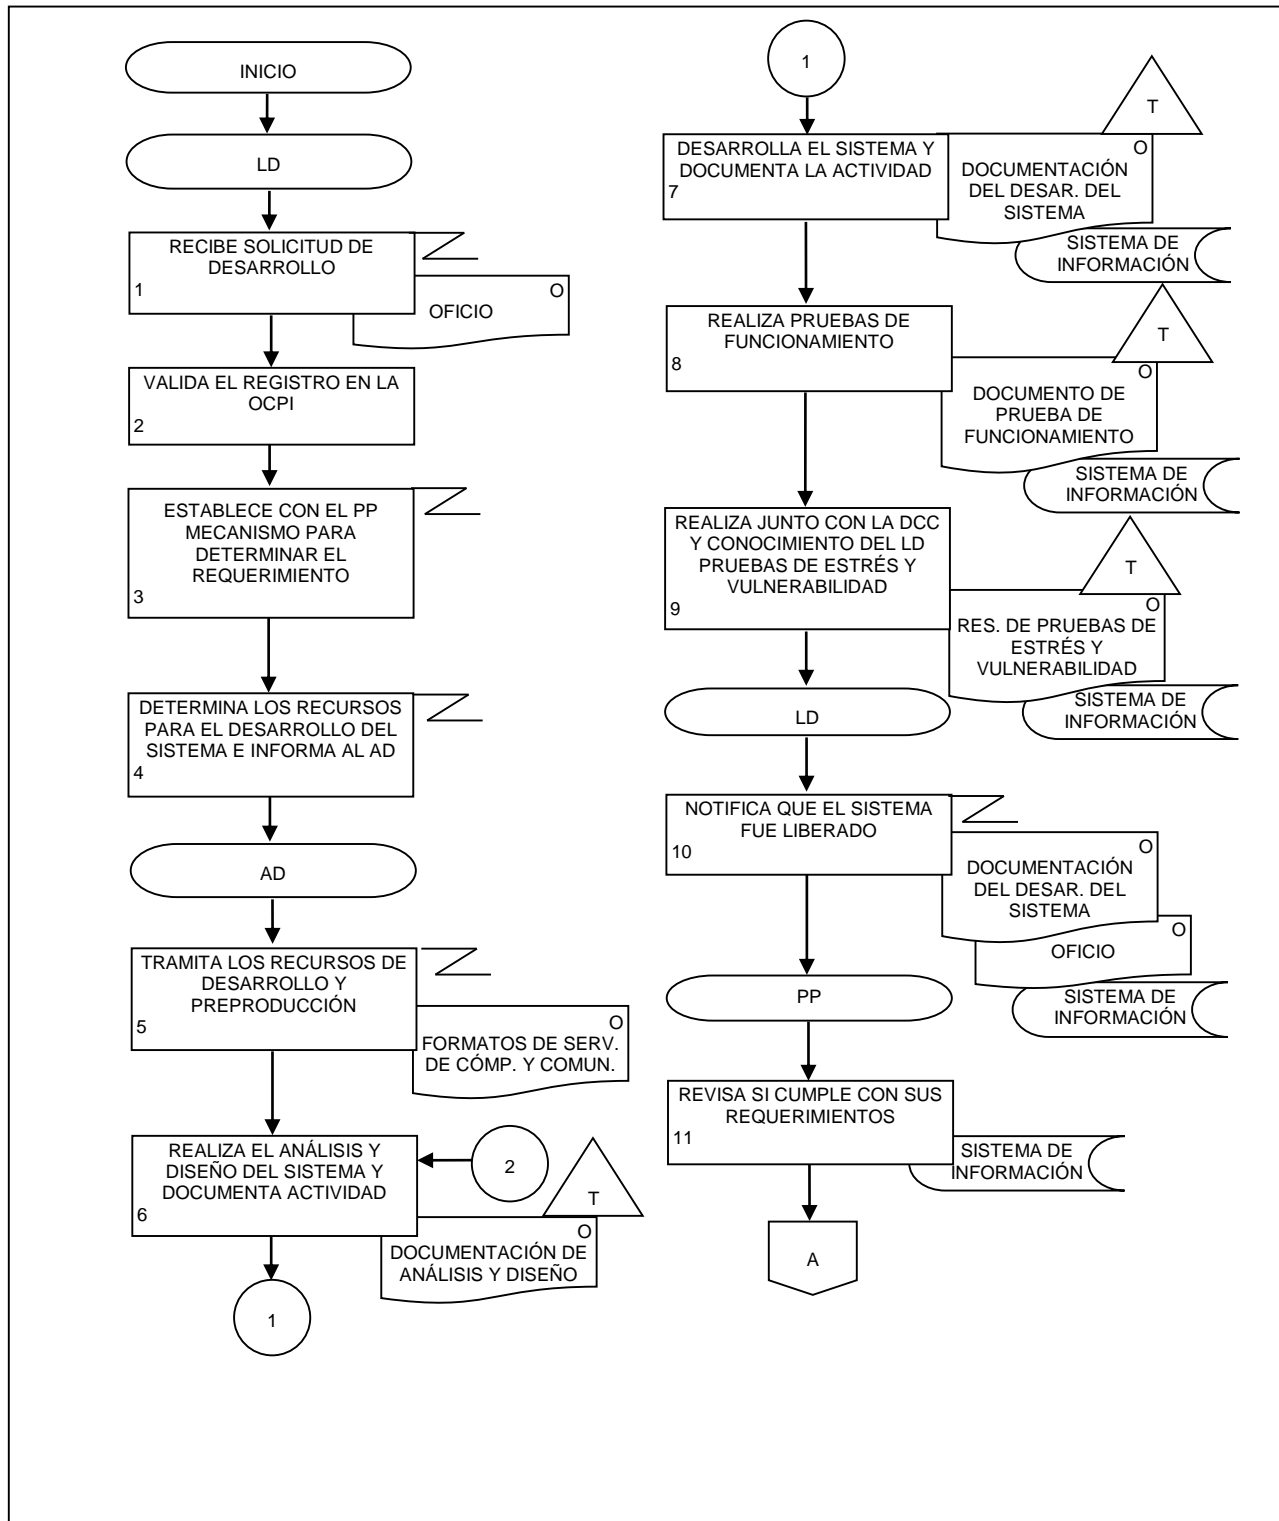 INICIO
LD
RECIBE SOLICITUD DE
DESARROLLO
1
O
OFICIO
VALIDA EL REGISTRO EN LA
OCPI
2
ESTABLECE CON EL PP
MECANISMO PARA
DETERMINAR EL
REQUERIMIENTO
3
DETERMINA LOS RECURSOS
PARA EL DESARROLLO DEL
SISTEMA E INFORMA AL AD
4
AD
TRAMITA LOS RECURSOS DE
DESARROLLO Y
PREPRODUCCIÓN
5
O
FORMATOS DE SERV.
DE CÓMP. Y COMUN.
REALIZA EL ANÁLISIS Y
DISEÑO DEL SISTEMA Y
DOCUMENTA ACTIVIDAD
6
2
T
O
DOCUMENTACIÓN DE
ANÁLISIS Y DISEÑO
1
1
DESARROLLA EL SISTEMA Y
DOCUMENTA LA ACTIVIDAD
7
T
O
DOCUMENTACIÓN
DEL DESAR. DEL
SISTEMA
SISTEMA DE
INFORMACIÓN
REALIZA PRUEBAS DE
FUNCIONAMIENTO
8
T
O
DOCUMENTO DE
PRUEBA DE
FUNCIONAMIENTO
SISTEMA DE
INFORMACIÓN
REALIZA JUNTO CON LA DCC
Y CONOCIMIENTO DEL LD
PRUEBAS DE ESTRÉS Y
VULNERABILIDAD
9
T
O
RES. DE PRUEBAS DE
ESTRÉS Y
VULNERABILIDAD
SISTEMA DE
INFORMACIÓN
LD
NOTIFICA QUE EL SISTEMA
FUE LIBERADO
10
O
DOCUMENTACIÓN
DEL DESAR. DEL
SISTEMA
O
OFICIO
SISTEMA DE
INFORMACIÓN
PP
REVISA SI CUMPLE CON SUS
REQUERIMIENTOS
11
SISTEMA DE
INFORMACIÓN
A